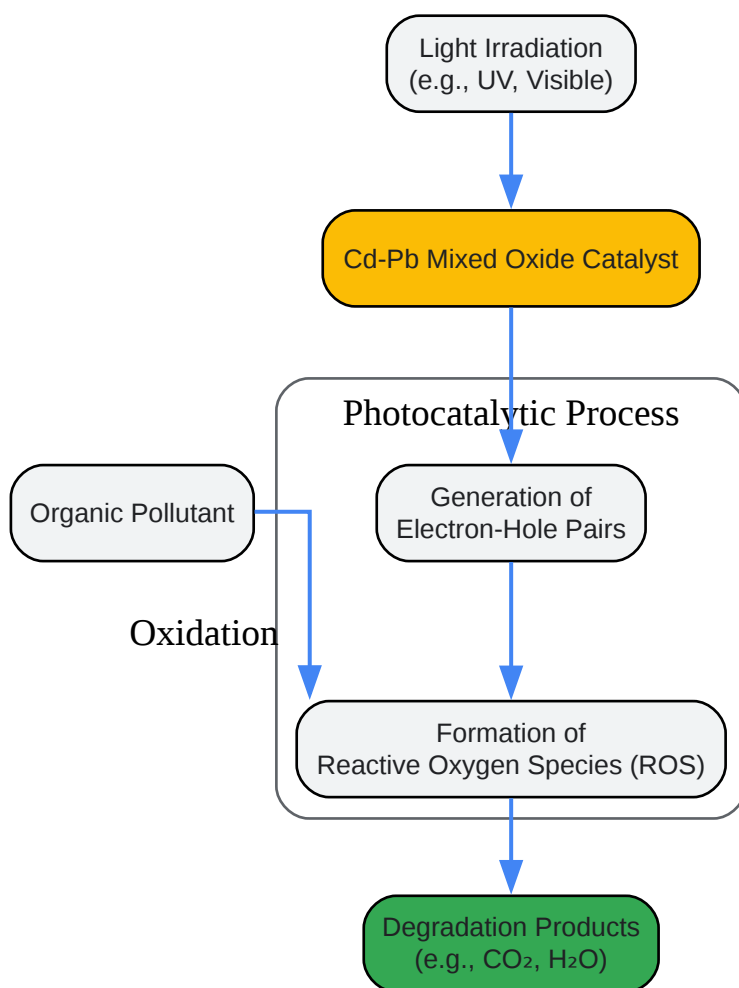 Light Irradiation
(e.g., UV, Visible)
Cd-Pb Mixed Oxide Catalyst
Photocatalytic Process
Organic Pollutant
Generation of
Electron-Hole Pairs
Oxidation
Formation of
Reactive Oxygen Species (ROS)
Degradation Products
(e.g., CO₂, H₂O)